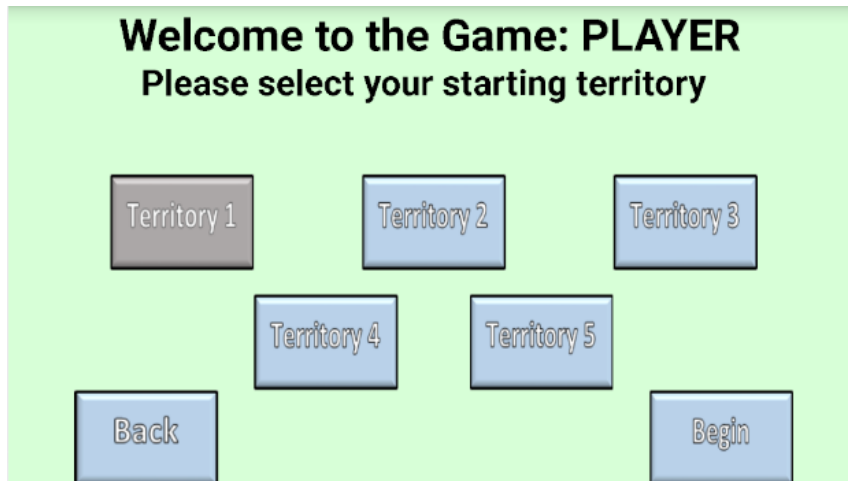 Welcome to the Game: PLAYER
Please select your starting territory
Territory 1
Territory 2
Territory 3
Territory 4
Territory 5
Back
Begin